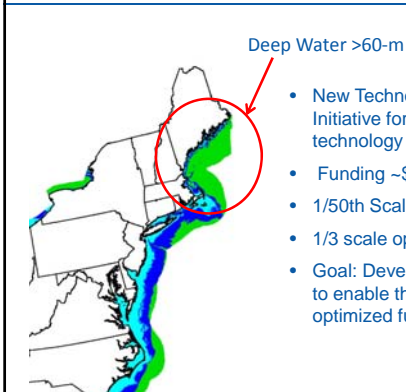 Deep Water >60-m
• New Techno
Initiative for
technology
• Funding ~$
• 1/50th Scal
• 1/3 scale op
• Goal: Deve
to enable th
optimized fu